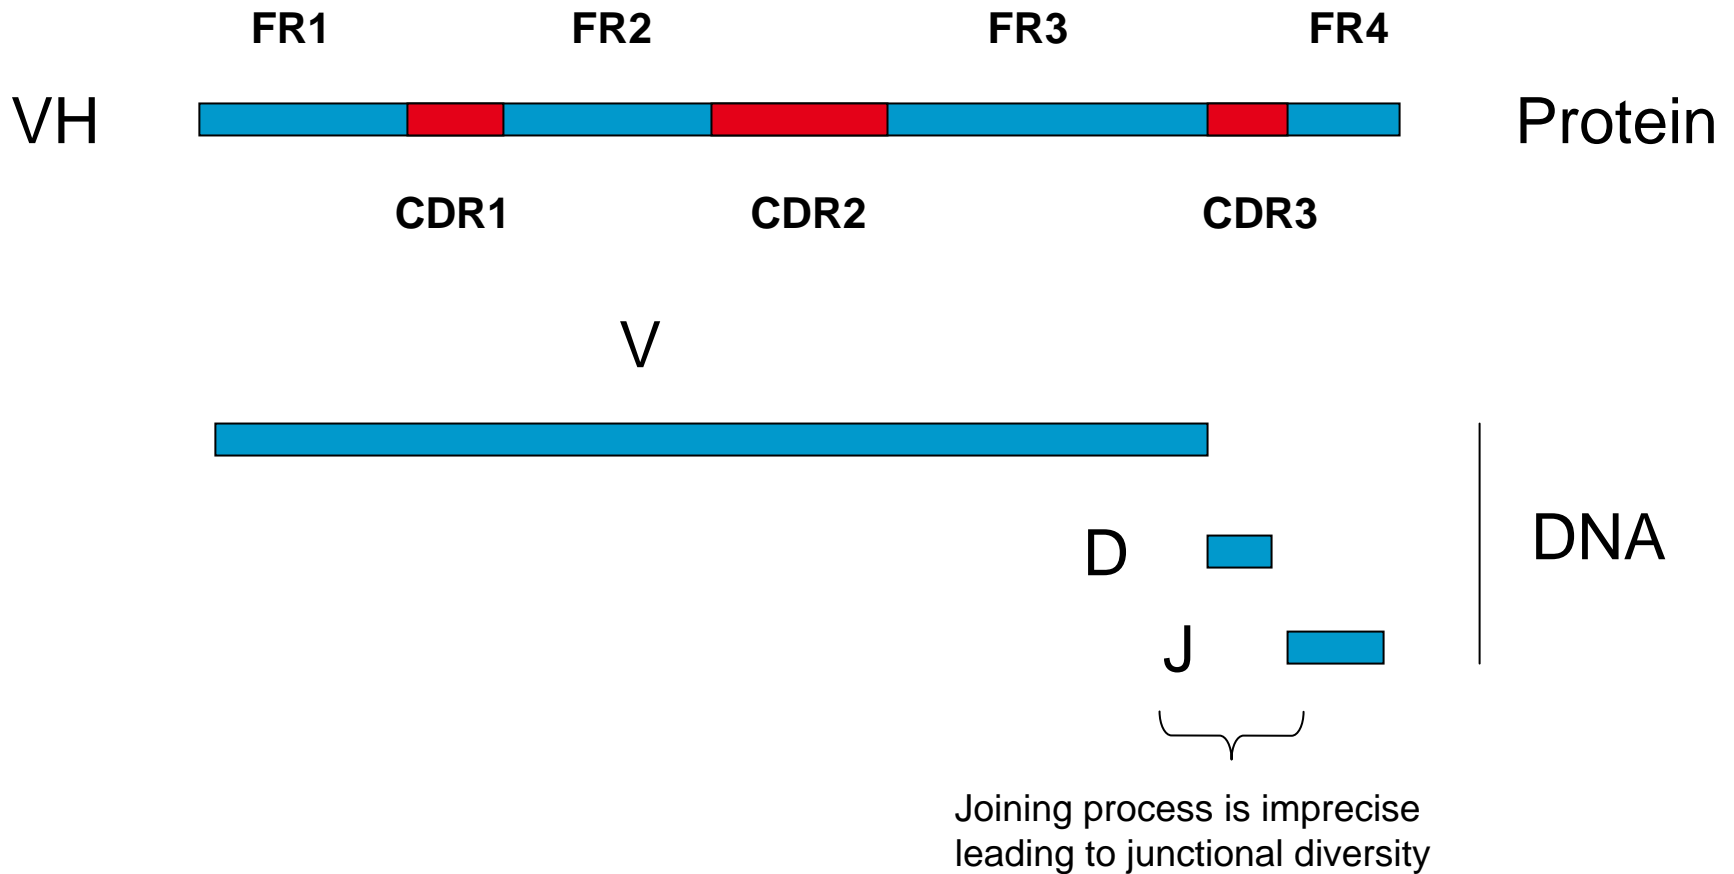 FR1 FR2 FR3 FR4
VH Protein
CDR1 CDR2 CDR3
V
D
DNA
J
Joining process is imprecise
leading to junctional diversity